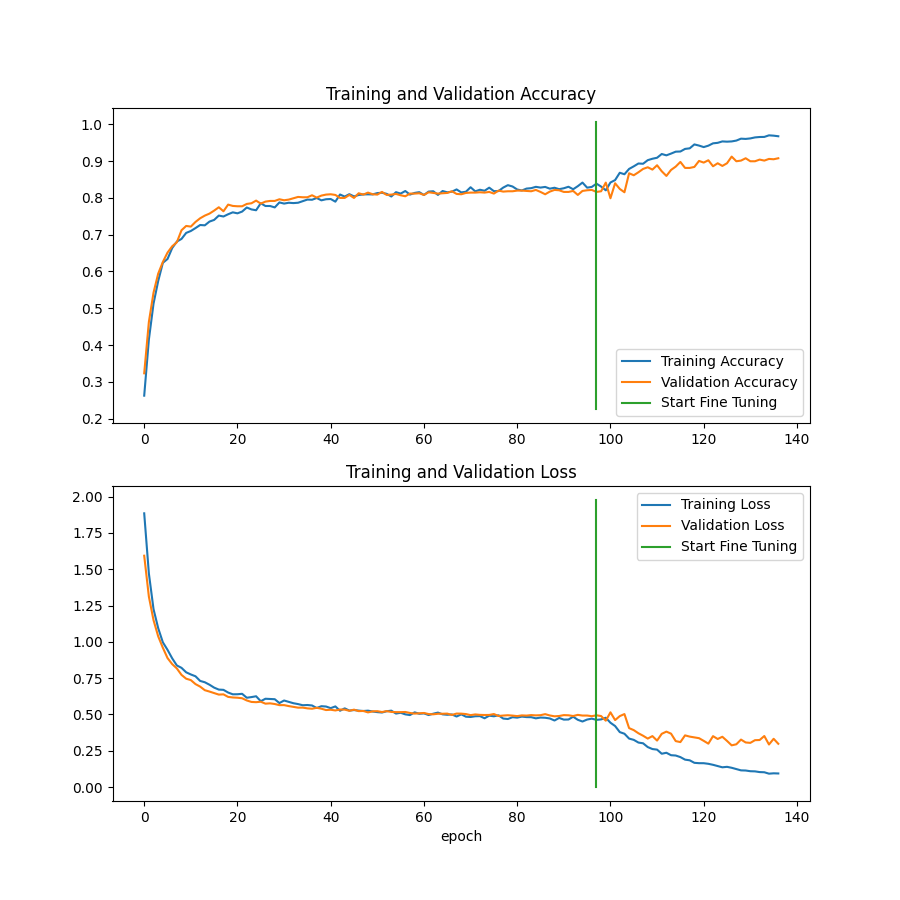 Training and Validation Accuracy
1.0
0.9
0.8
0.7
0.6
0.5
0.4
0.3
0.2
Training Accuracy
Validation Accuracy
Start Fine Tuning
0 20 40 60 80 100 120 140
Training and Validation Loss
2.00
1.75
1.50
1.25
1.00
0.75
0.50
0.25
0.00
Training Loss
Validation Loss
Start Fine Tuning
0 20 40 60 80 100 120 140
epoch